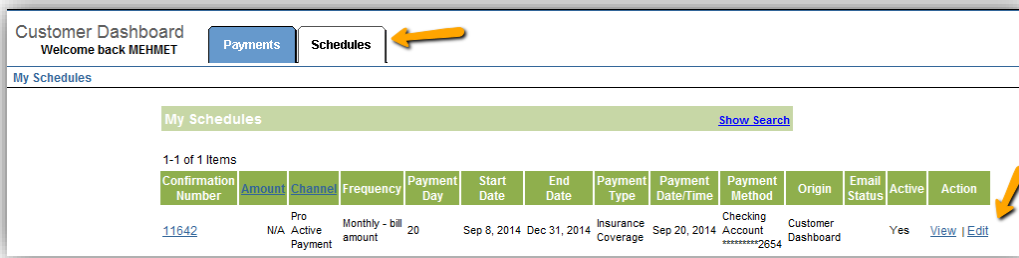 Customer Dashboard
Welcome back MEHMET
Payments
Schedules
My Schedules
My Schedules
Show Search
1-1 of 1 Items
Confirmation Number Amount Channel Frequency Payment Day Start Date End Date Payment Type Payment Date/Time Payment Method Origin Email Status Active Action
11642 N/A Pro Active Payment Monthly - bill amount 20 Sep 8, 2014 Dec 31, 2014 Insurance Coverage Sep 20, 2014 Checking Account *********2654 Customer Dashboard Yes View | Edit